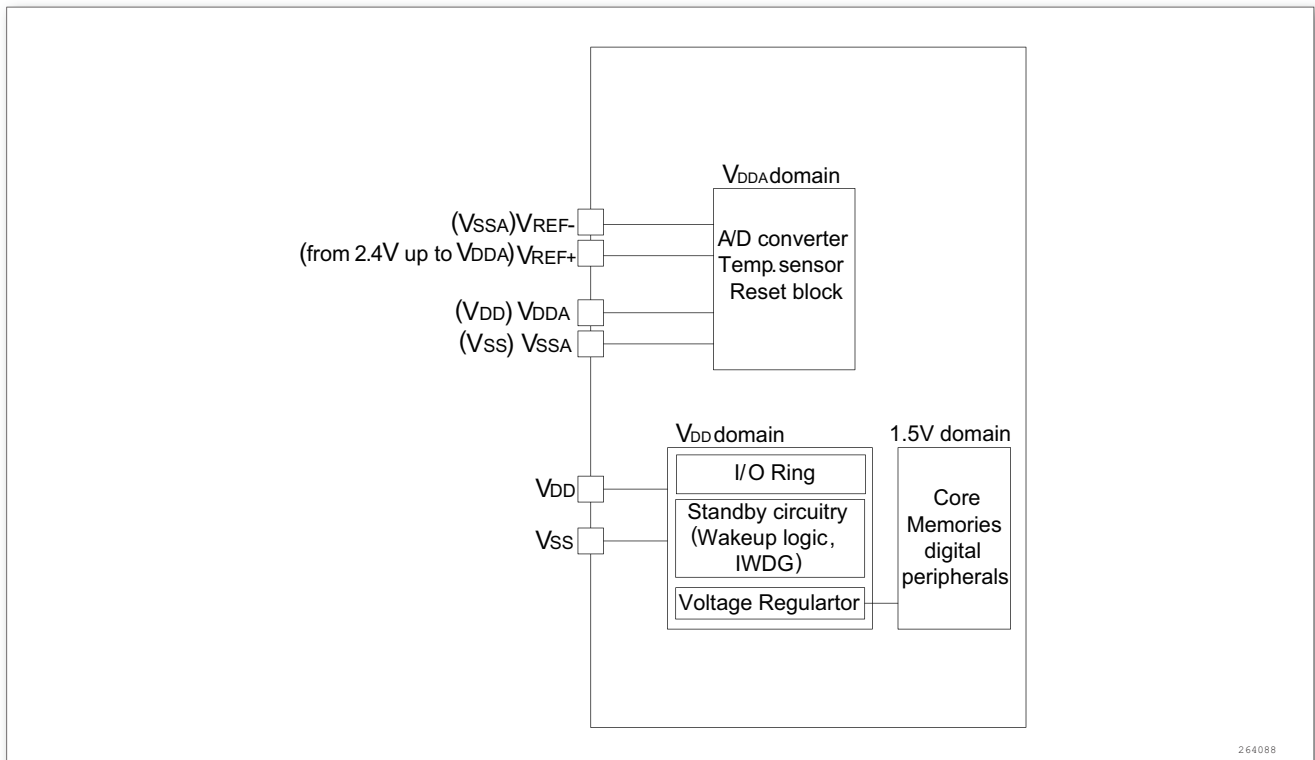 VDDA domain
(VSSA)VREF-
(from 2.4V up to VDDA)VREF+
(VDD) VDDA
(VSS) VSSA
A/D converter
Temp.sensor
Reset block
VDD domain
1.5V domain
VDD
VSS
I/O Ring
Standby circuitry
(Wakeup logic,
IWDG)
Voltage Regulartor
Core
Memories
digital
peripherals
264088